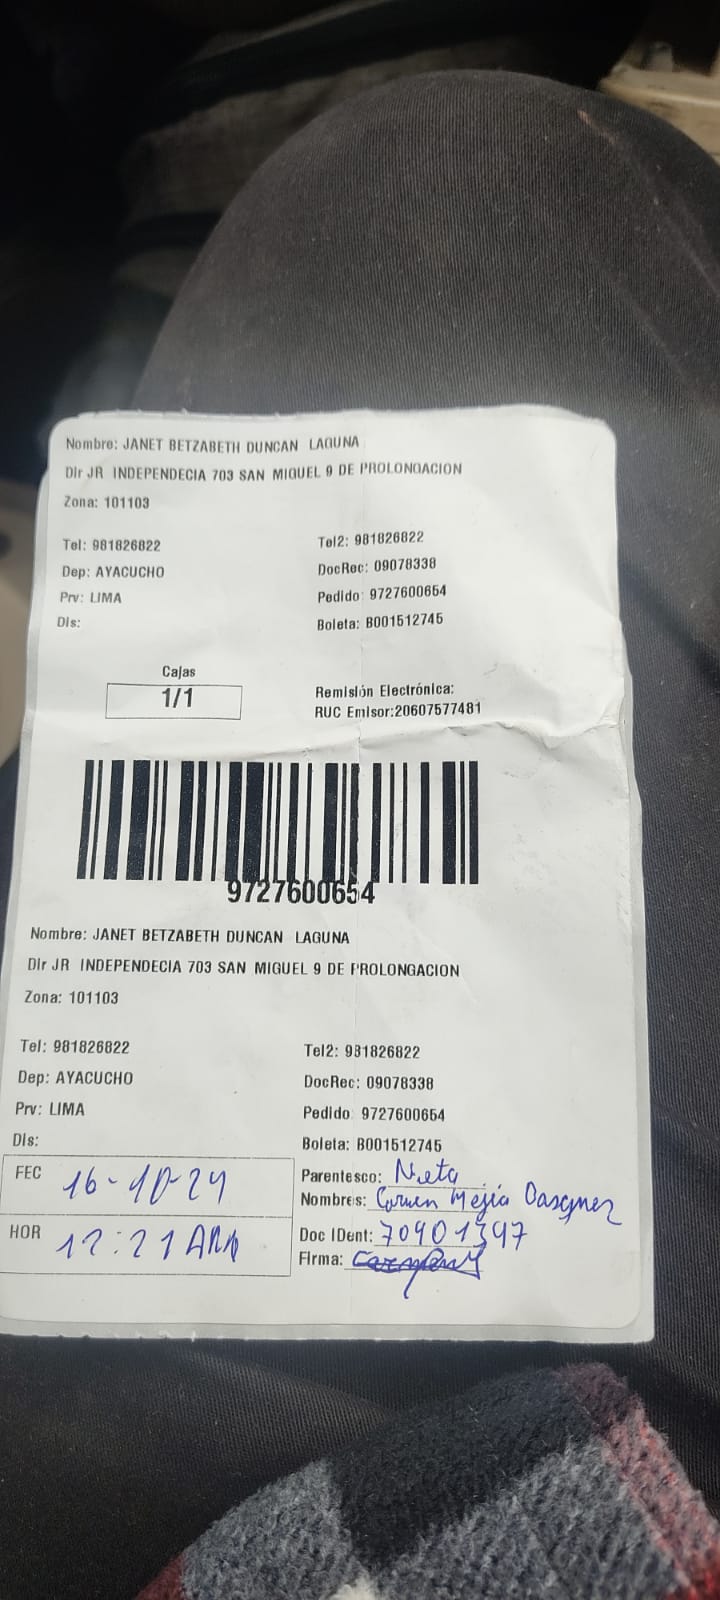 Nombre: JANET BETZABETH DUNCAN LAGUNA
Dir JR INDEPENDECIA 703 SAN MIGUEL 9 DE PROLONGACION
Zona: 101103
Tel: 981826822 Tel2: 981826822
Dep: AYACUCHO DocRec: 09078338
Prv: LIMA Pedido: 9727600654
Dis: Boleta: B001512745
Cajas
1/1
Remisión Electrónica:
RUC Emisor:20607577481
9727600654
Nombre: JANET BETZABETH DUNCAN LAGUNA
Dir JR INDEPENDECIA 703 SAN MIGUEL 9 DE PROLONGACION
Zona: 101103
Tel: 981826822 Tel2: 981826822
Dep: AYACUCHO DocRec: 09078338
Prv: LIMA Pedido: 9727600654
Dis: Boleta: B001512745
FEC 16-10-24 Parentesco: Nieta
Nombres: Carmen Mejía
HOR 12:21 Doc IDent: 70901397
Firma: